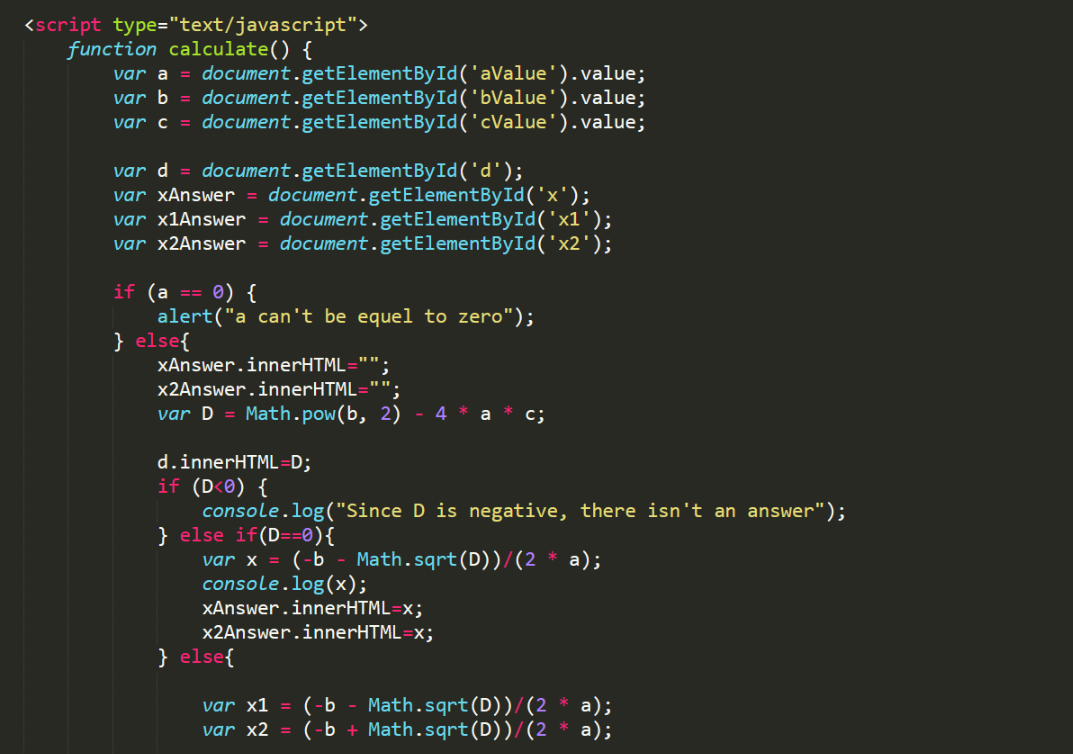 <script type="text/javascript">
function calculate() {
var a = document.getElementById('aValue').value;
var b = document.getElementById('bValue').value;
var c = document.getElementById('cValue').value;
var d = document.getElementById('d');
var xAnswer = document.getElementById('x');
var x1Answer = document.getElementById('x1');
var x2Answer = document.getElementById('x2');
if (a == 0) {
alert("a can't be equel to zero");
} else{
xAnswer.innerHTML="";
x2Answer.innerHTML="";
var D = Math.pow(b, 2) - 4 * a * c;
d.innerHTML=D;
if (D<0) {
console.log("Since D is negative, there isn't an answer");
} else if(D==0){
var x = (-b - Math.sqrt(D))/(2 * a);
console.log(x);
xAnswer.innerHTML=x;
x2Answer.innerHTML=x;
} else{
var x1 = (-b - Math.sqrt(D))/(2 * a);
var x2 = (-b + Math.sqrt(D))/(2 * a);